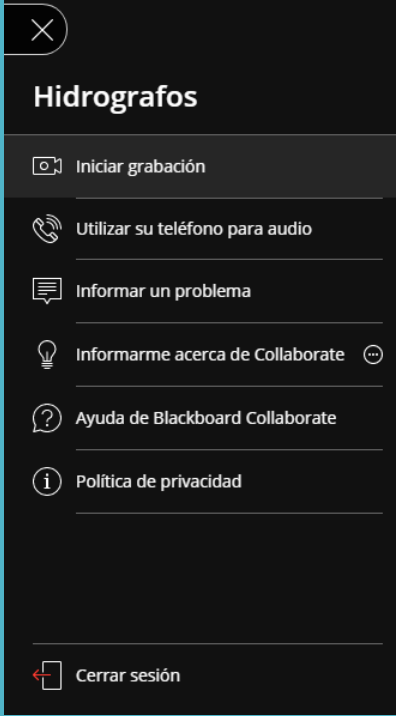 Hidrografos
Iniciar grabación
Utilizar su teléfono para audio
Informar un problema
Informarme acerca de Collaborate
Ayuda de Blackboard Collaborate
Política de privacidad
Cerrar sesión